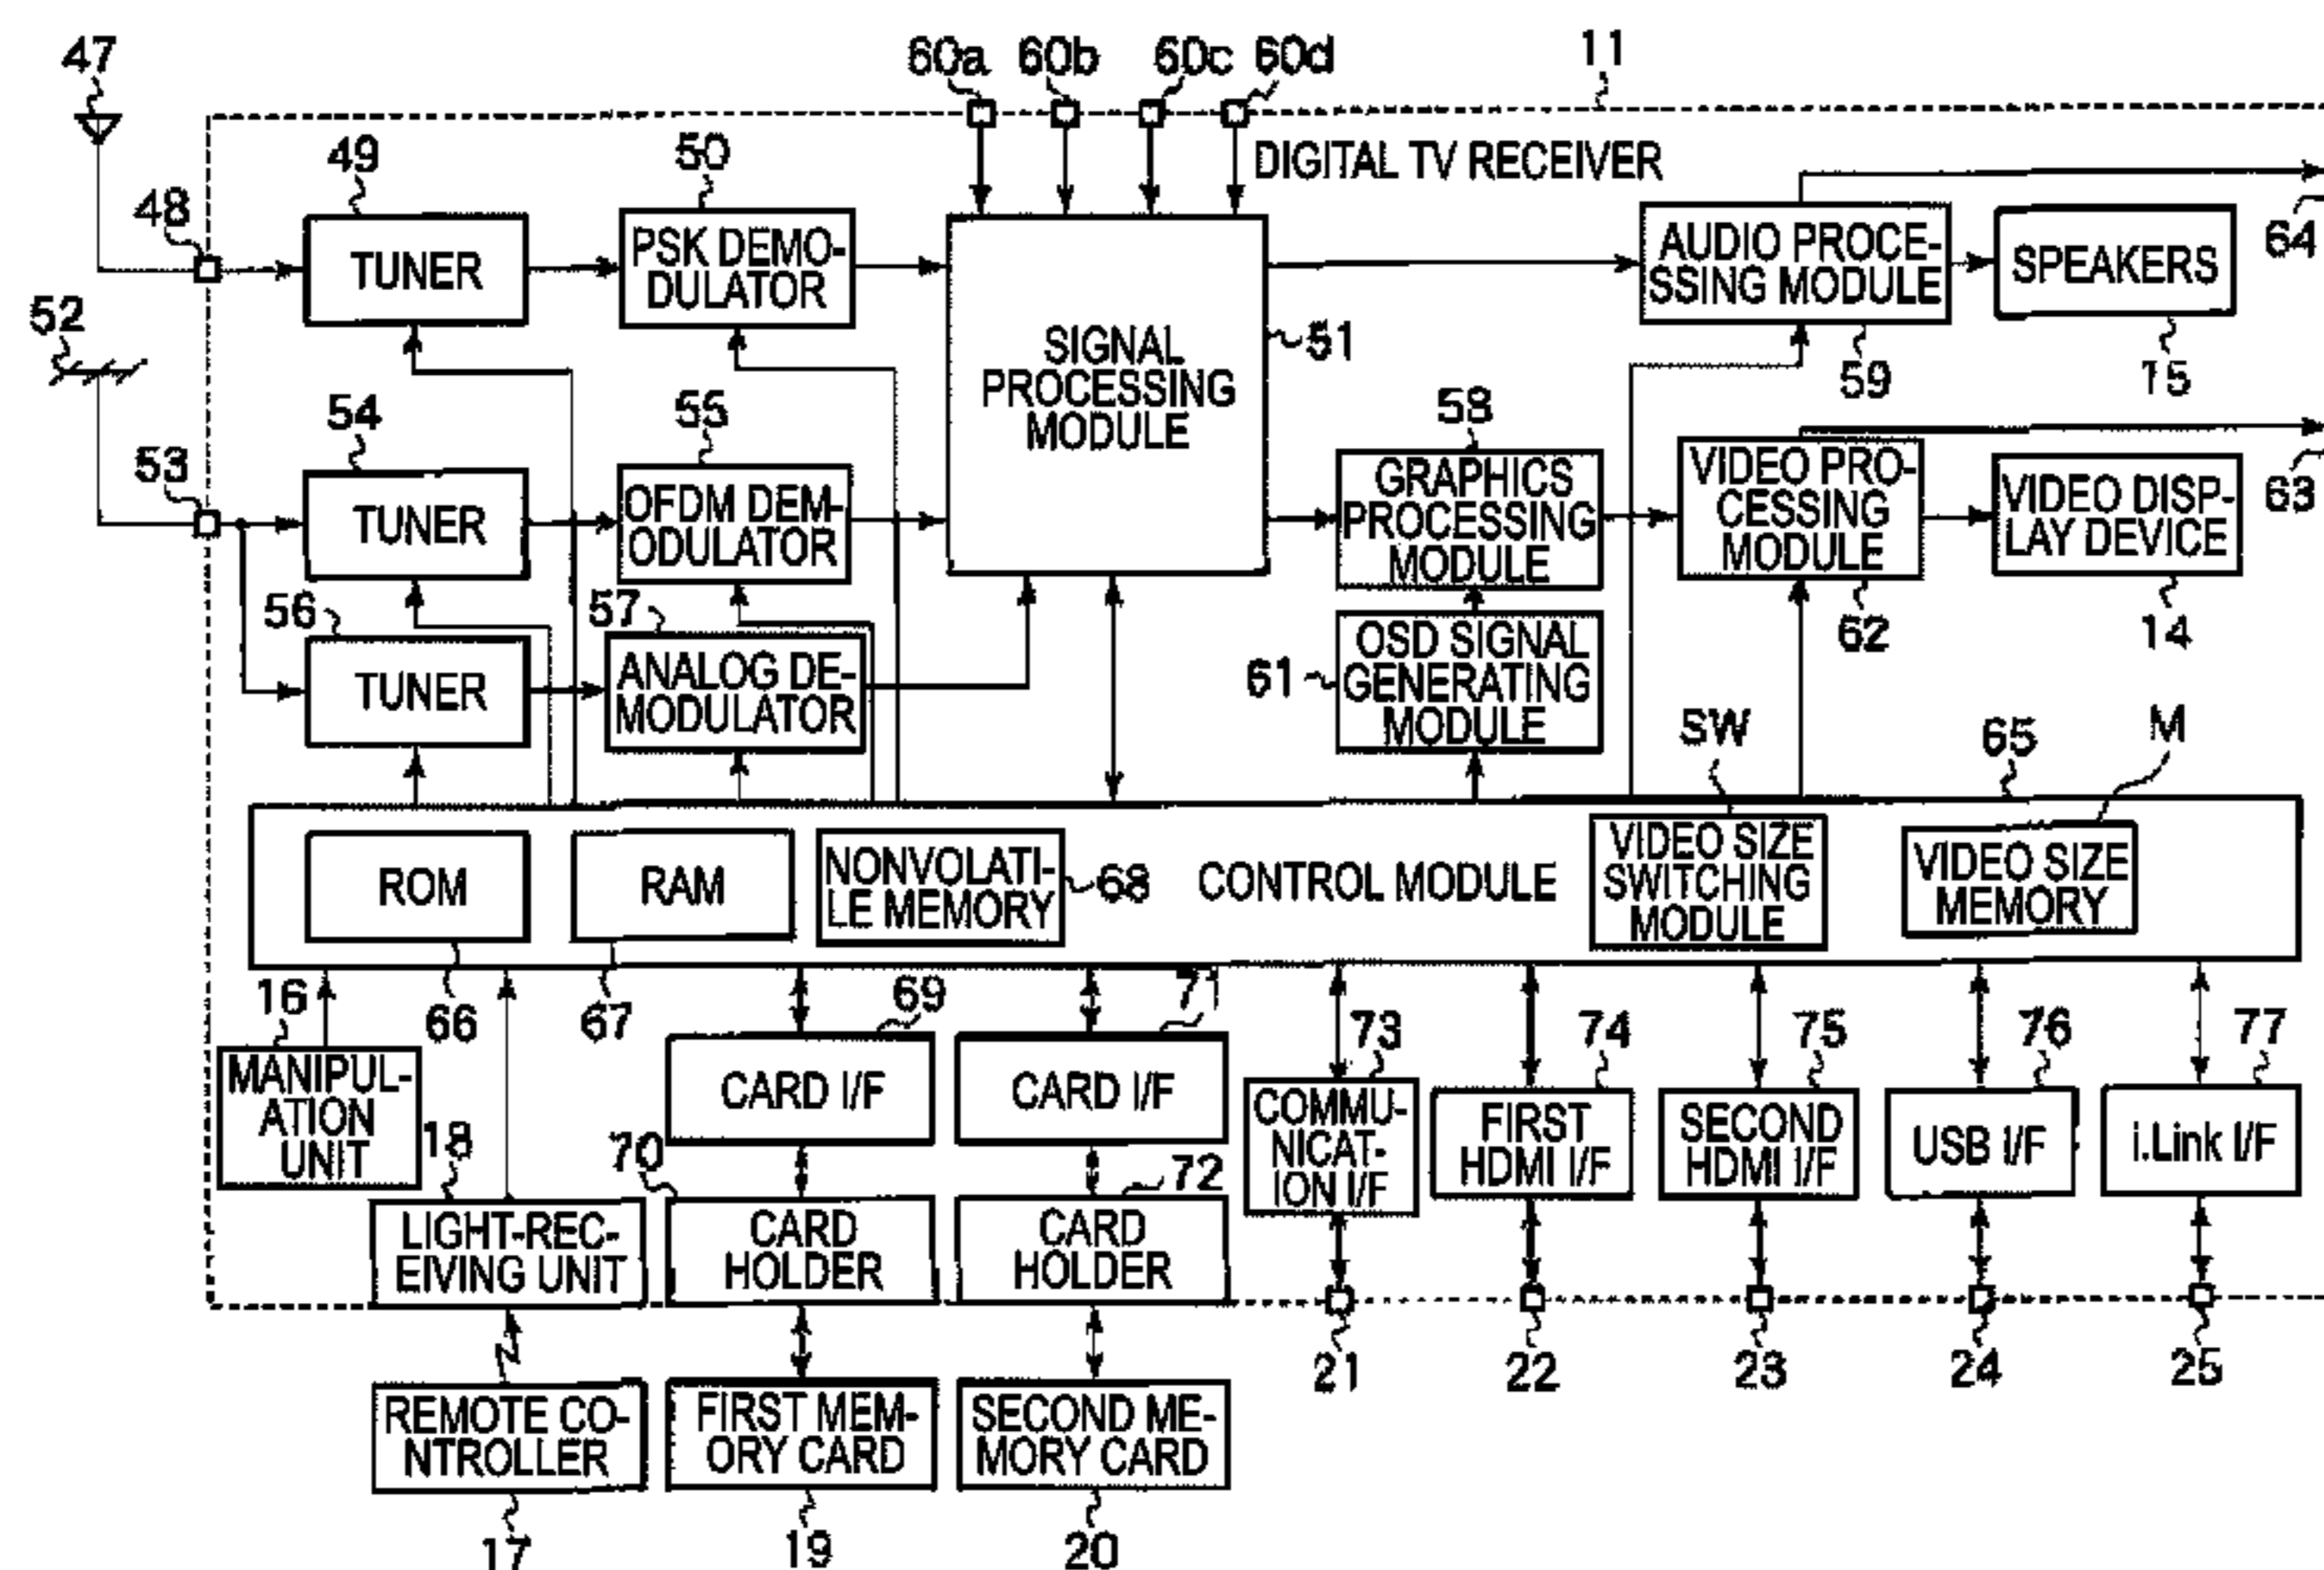 47
60a
60b
60c
60d
11
DIGITAL TV RECEIVER
49
50
48
TUNER
PSK DEMO-
DULATOR
SIGNAL
PROCESSING
MODULE
51
AUDIO PROCE-
SSING MODULE
59
SPEAKERS
15
64
52
54
55
53
TUNER
OFDM DEM-
ODULATOR
58
GRAPHICS
PROCESSING
MODULE
VIDEO PRO-
CESSING
MODULE
62
VIDEO DISP-
LAY DEVICE
14
63
56
57
TUNER
ANALOG DE-
MODULATOR
61
OSD SIGNAL
GENERATING
MODULE
SW
65
M
ROM
RAM
NONVOLATI-
LE MEMORY
68
CONTROL MODULE
VIDEO SIZE
SWITCHING
MODULE
VIDEO SIZE
MEMORY
16
66
67
69
71
73
74
75
76
77
MANIPUL-
ATION
UNIT
CARD I/F
CARD I/F
COMMU-
NICAT-
ION I/F
FIRST
HDMI I/F
SECOND
HDMI I/F
USB I/F
i.Link I/F
18
70
72
LIGHT-REC-
EIVING UNIT
CARD
HOLDER
CARD
HOLDER
21
22
23
24
25
REMOTE CO-
NTROLLER
FIRST MEM-
ORY CARD
SECOND ME-
MORY CARD
17
19
20